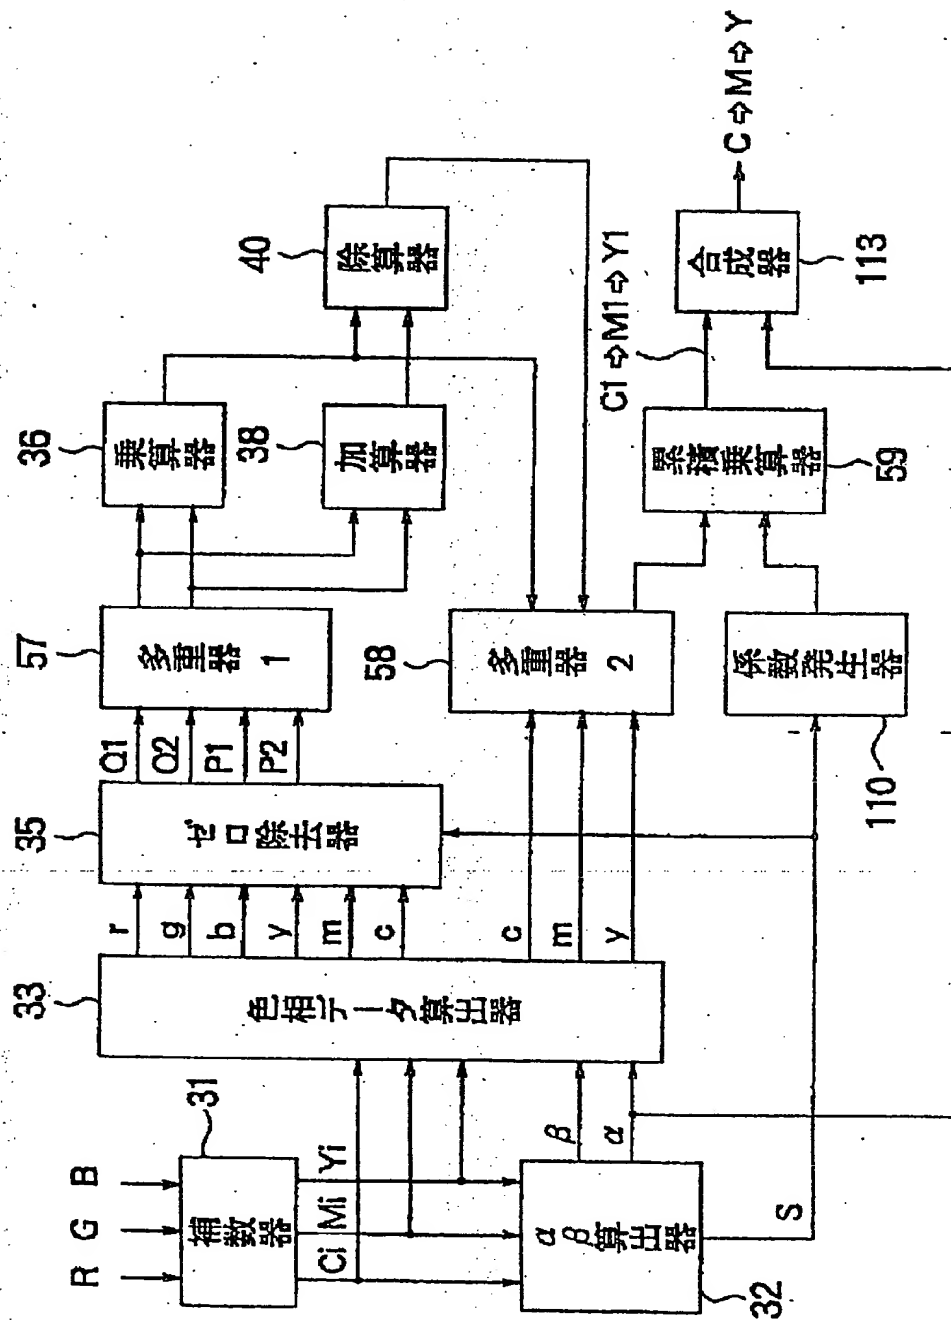 R
G
B
補数器
31
Ci
Mi
Yi
αβ算出器
32
β
α
S
色相データ算出器
33
r
g
b
y
m
c
c
m
y
ゼロ除去器
35
Q1
Q2
P1
P2
多重器
1
57
多重器
2
58
係数発生器
110
乗算器
36
加算器
38
累積乗算器
59
除算器
40
C1⇨M1⇨Y1
合成器
113
C⇨M⇨Y